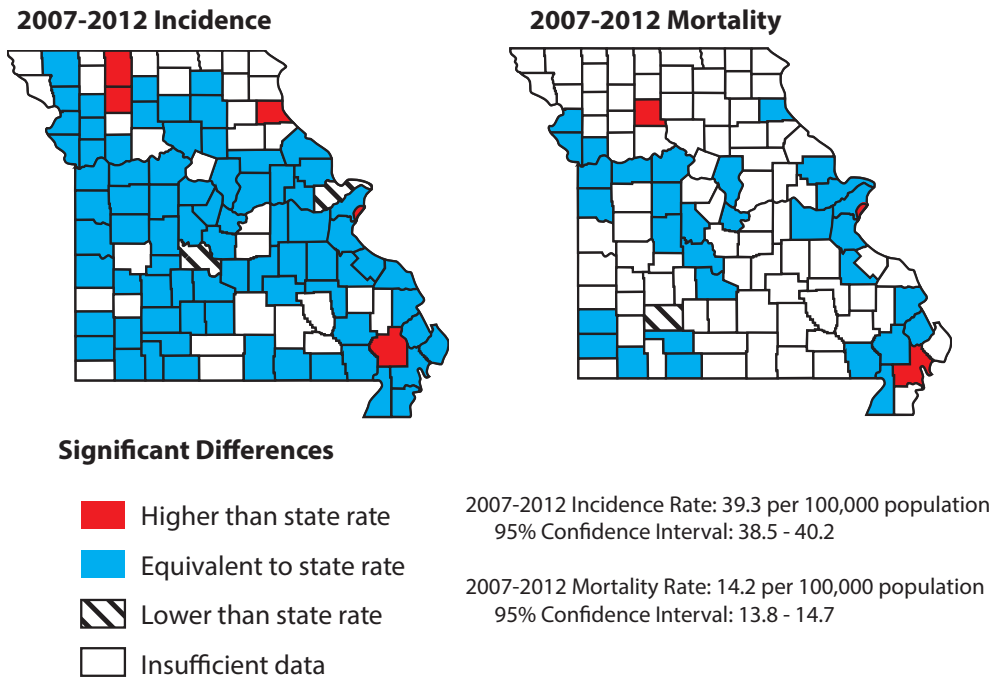 2007-2012 Incidence
2007-2012 Mortality
Significant Differences
Higher than state rate
Equivalent to state rate
Lower than state rate
Insufficient data
2007-2012 Incidence Rate: 39.3 per 100,000 population
95% Confidence Interval: 38.5 - 40.2
2007-2012 Mortality Rate: 14.2 per 100,000 population
95% Confidence Interval: 13.8 - 14.7